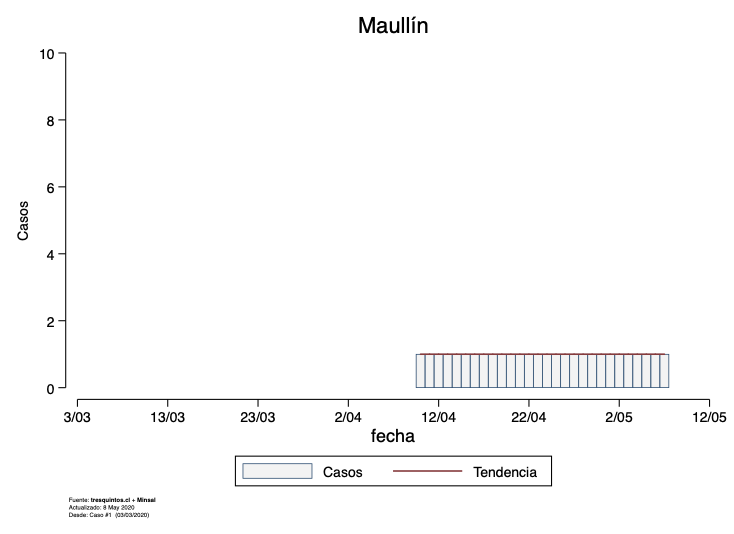 Maullín
10
8
6
4
2
0
Casos
3/03 13/03 23/03 2/04 12/04 22/04 2/05 12/05
fecha
Casos Tendencia
Fuente: tresquintos.cl + Minsal
Actualizado: 8 May 2020
Desde: Caso #1 (03/03/2020)